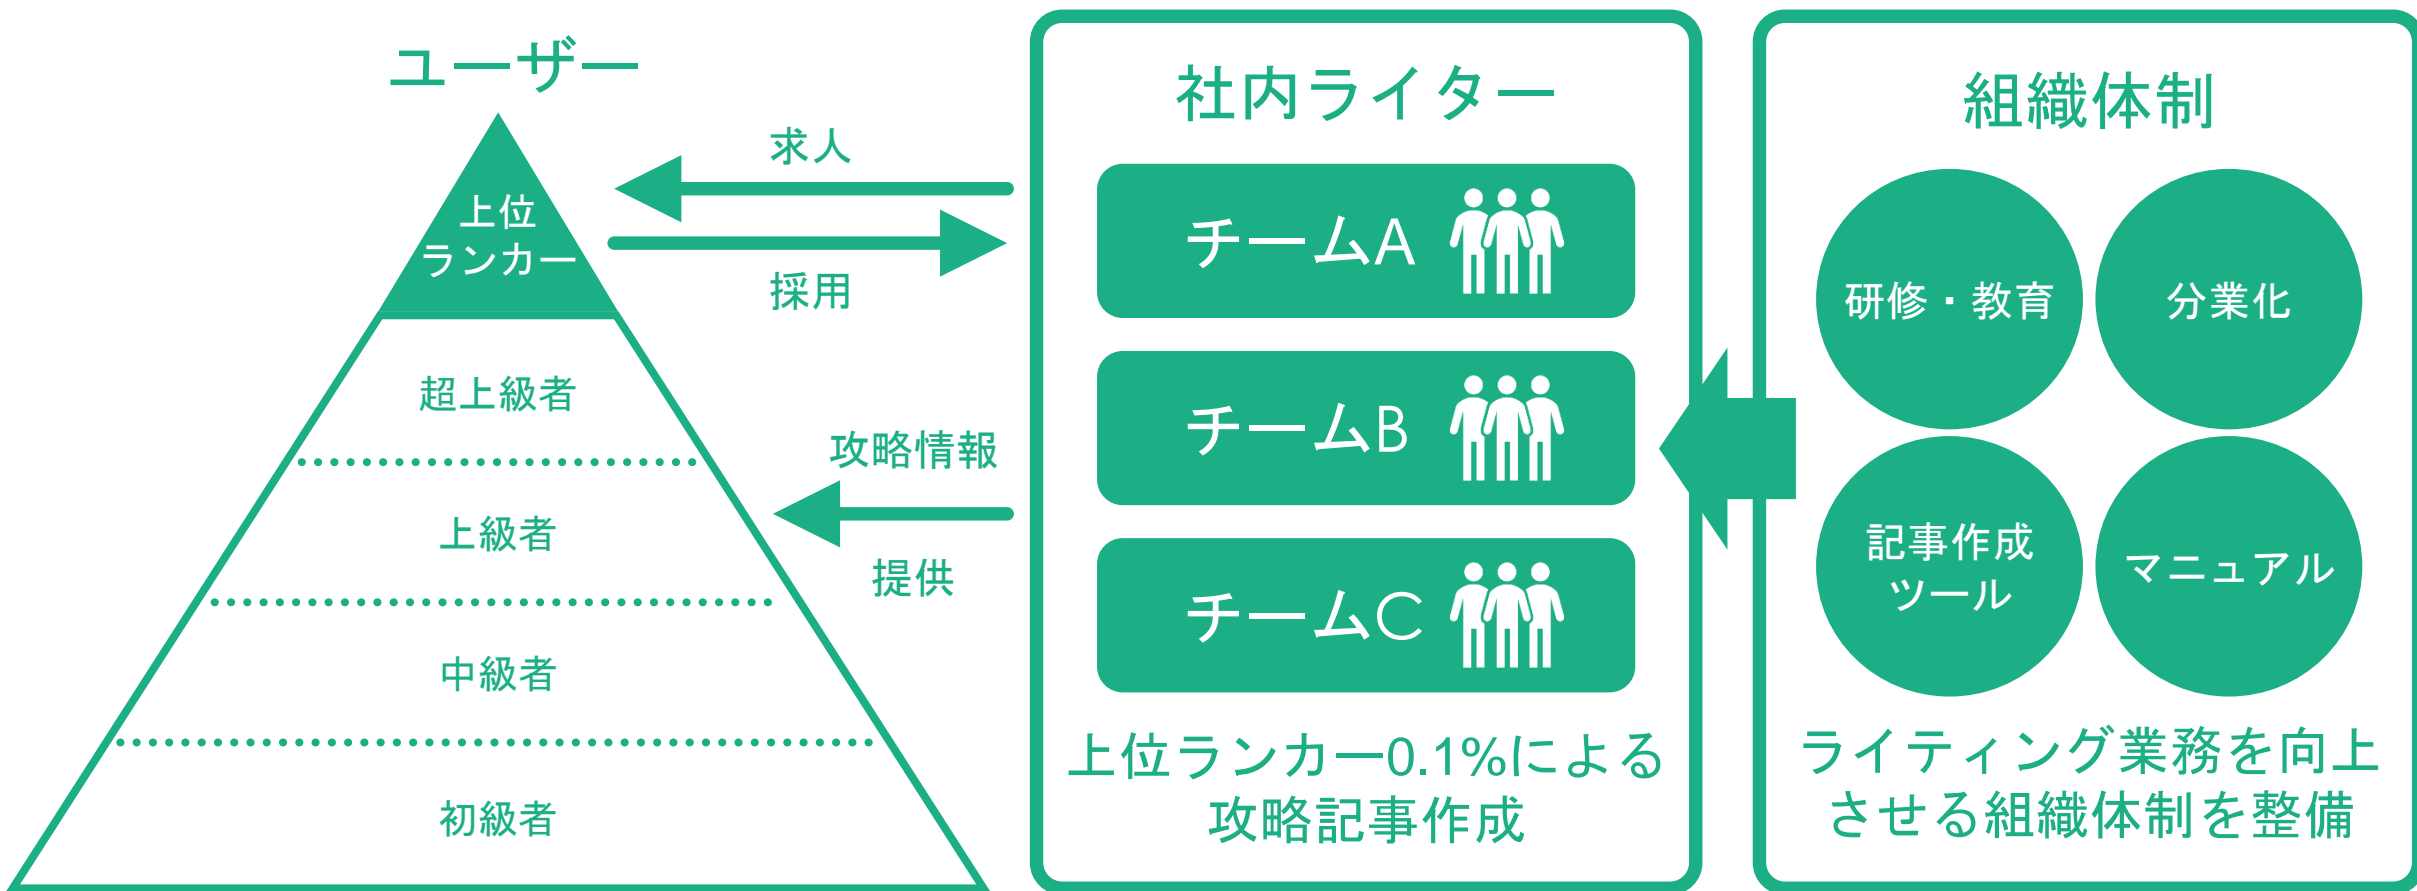 ユーザー
上位
ランカー
超上級者
上級者
中級者
初級者
求人
採用
攻略情報
提供
社内ライター
チームA
チームB
チームC
上位ランカー0.1%による
攻略記事作成
組織体制
研修・教育
分業化
記事作成
ツール
マニュアル
ライティング業務を向上
させる組織体制を整備